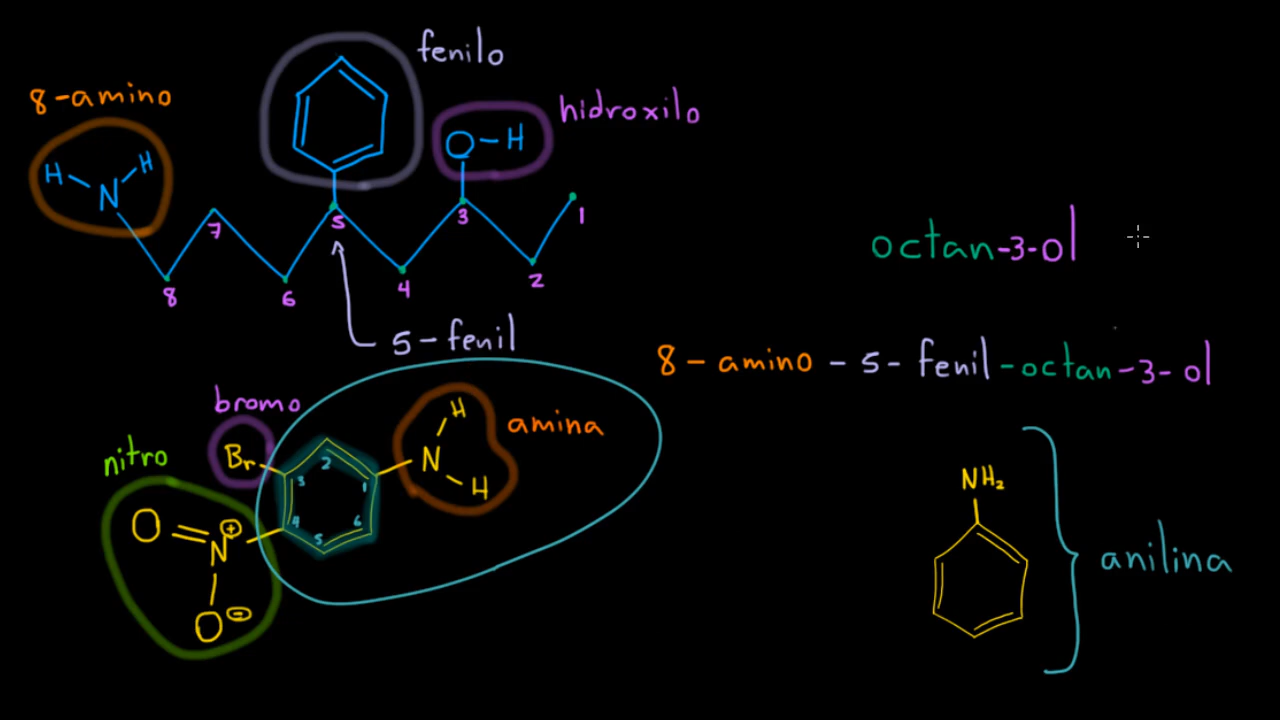 fenilo
8-amino
hidroxilo
H H
N
O-H
8 7 6 5 4 3 2 1
octan-3-ol
5-fenil
8-amino-5-fenil-octan-3-ol
bromo
amina
nitro
Br
H
N
H
3 2 1
4 5 6
O
N⊕
O⊖
NH₂
anilina